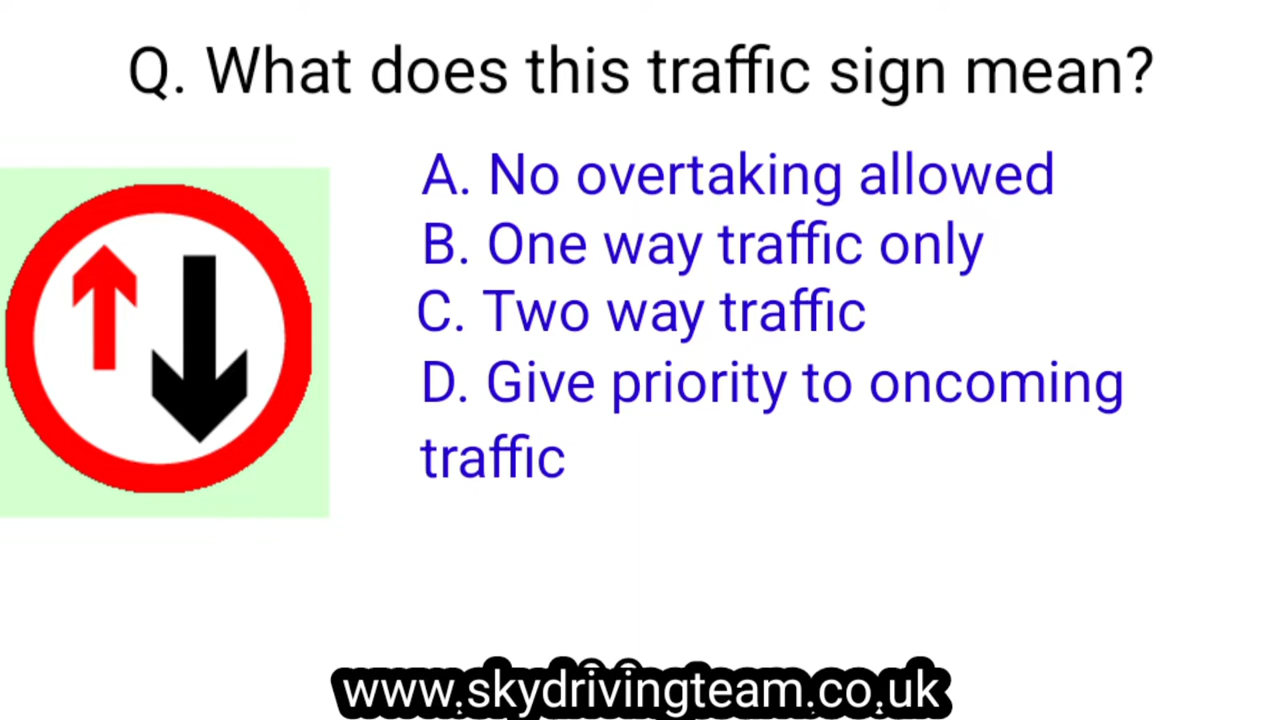 Q. What does this traffic sign mean?
A. No overtaking allowed
B. One way traffic only
C. Two way traffic
D. Give priority to oncoming
traffic
www.skydrivingteam.co.uk